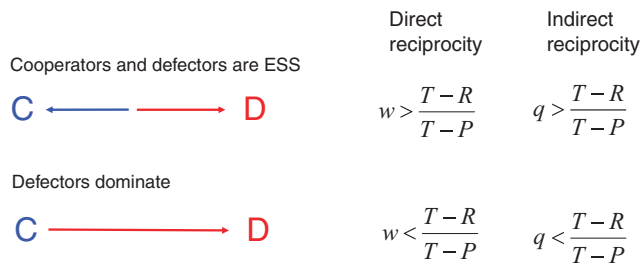 Direct reciprocity Indirect reciprocity
Cooperators and defectors are ESS
C D w > (T − R)/(T − P) q > (T − R)/(T − P)
Defectors dominate
C D w < (T − R)/(T − P) q < (T − R)/(T − P)